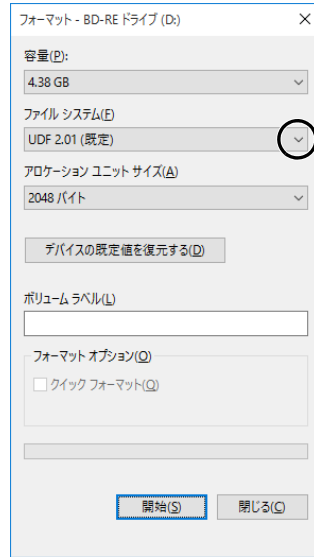 フォーマット - BD-RE ドライブ (D:)
容量(P):
4.38 GB
ファイル システム(F)
UDF 2.01 (既定)
アロケーション ユニット サイズ(A)
2048 バイト
デバイスの既定値を復元する(D)
ボリューム ラベル(L)
フォーマット オプション(O)
クイック フォーマット(Q)
開始(S)
閉じる(C)